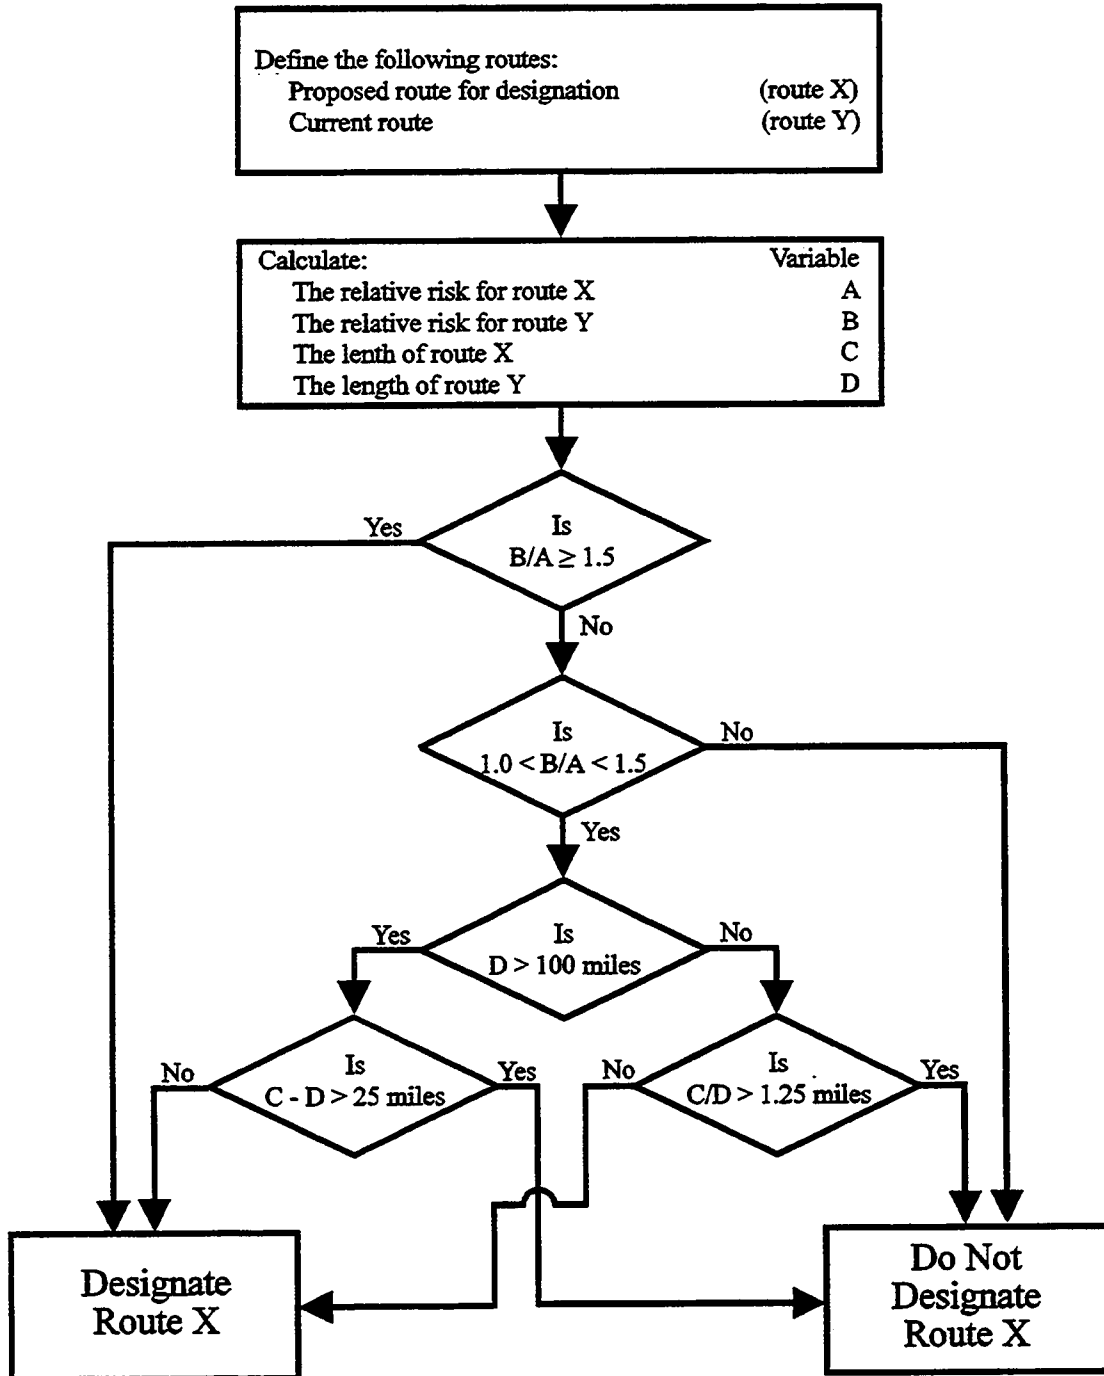 Define the following routes:
Proposed route for designation (route X)
Current route (route Y)
Calculate: Variable
The relative risk for route X A
The relative risk for route Y B
The lenth of route X C
The length of route Y D
Yes
Is
B/A ≥ 1.5
No
Is
1.0 < B/A < 1.5
No
Yes
Yes
Is
D > 100 miles
No
No
Is
C - D > 25 miles
Yes
No
Is
C/D > 1.25 miles
Yes
Designate
Route X
Do Not
Designate
Route X